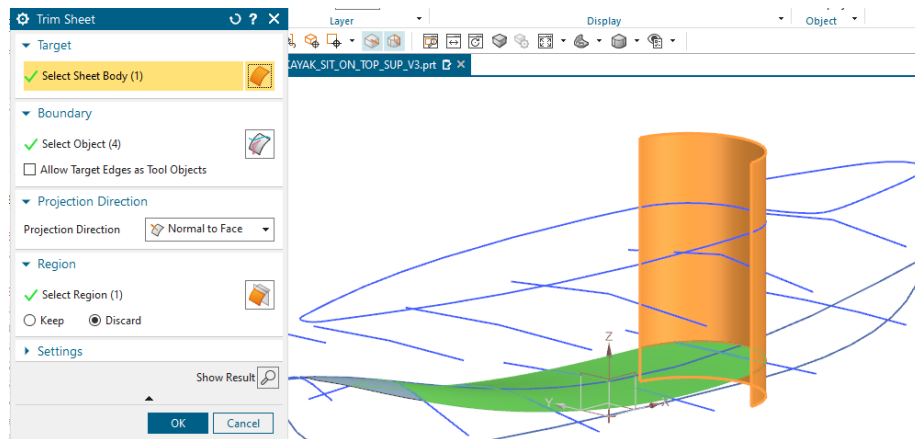 Trim Sheet
Layer
Display
Object
Target
Select Sheet Body (1)
AYAK_SIT_ON_TOP_SUP_V3.prt
Boundary
Select Object (4)
Allow Target Edges as Tool Objects
Projection Direction
Projection Direction
Normal to Face
Region
Select Region (1)
Keep
Discard
Settings
Show Result
OK
Cancel
Z
Y
X